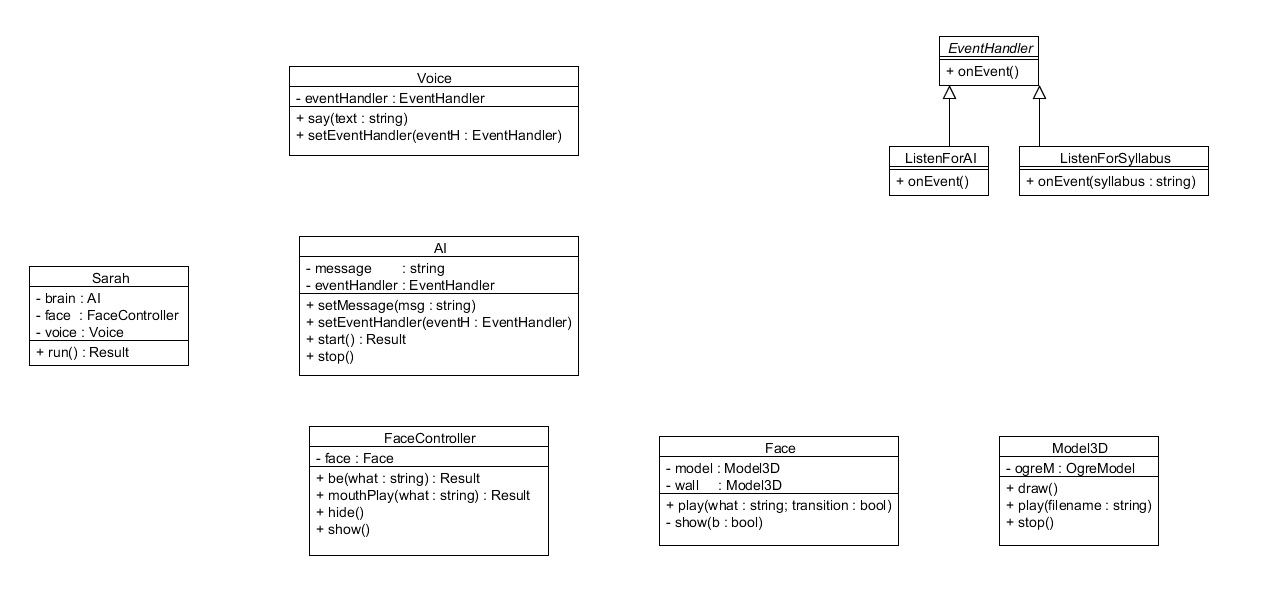 Voice
- eventHandler : EventHandler
+ say(text : string)
+ setEventHandler(eventH : EventHandler)
EventHandler
+ onEvent()
ListenForAI
+ onEvent()
ListenForSyllabus
+ onEvent(syllabus : string)
AI
- message : string
- eventHandler : EventHandler
+ setMessage(msg : string)
+ setEventHandler(eventH : EventHandler)
+ start() : Result
+ stop()
Sarah
- brain : AI
- face : FaceController
- voice : Voice
+ run() : Result
FaceController
- face : Face
+ be(what : string) : Result
+ mouthPlay(what : string) : Result
+ hide()
+ show()
Face
- model : Model3D
- wall : Model3D
+ play(what : string; transition : bool)
- show(b : bool)
Model3D
- ogreM : OgreModel
+ draw()
+ play(filename : string)
+ stop()